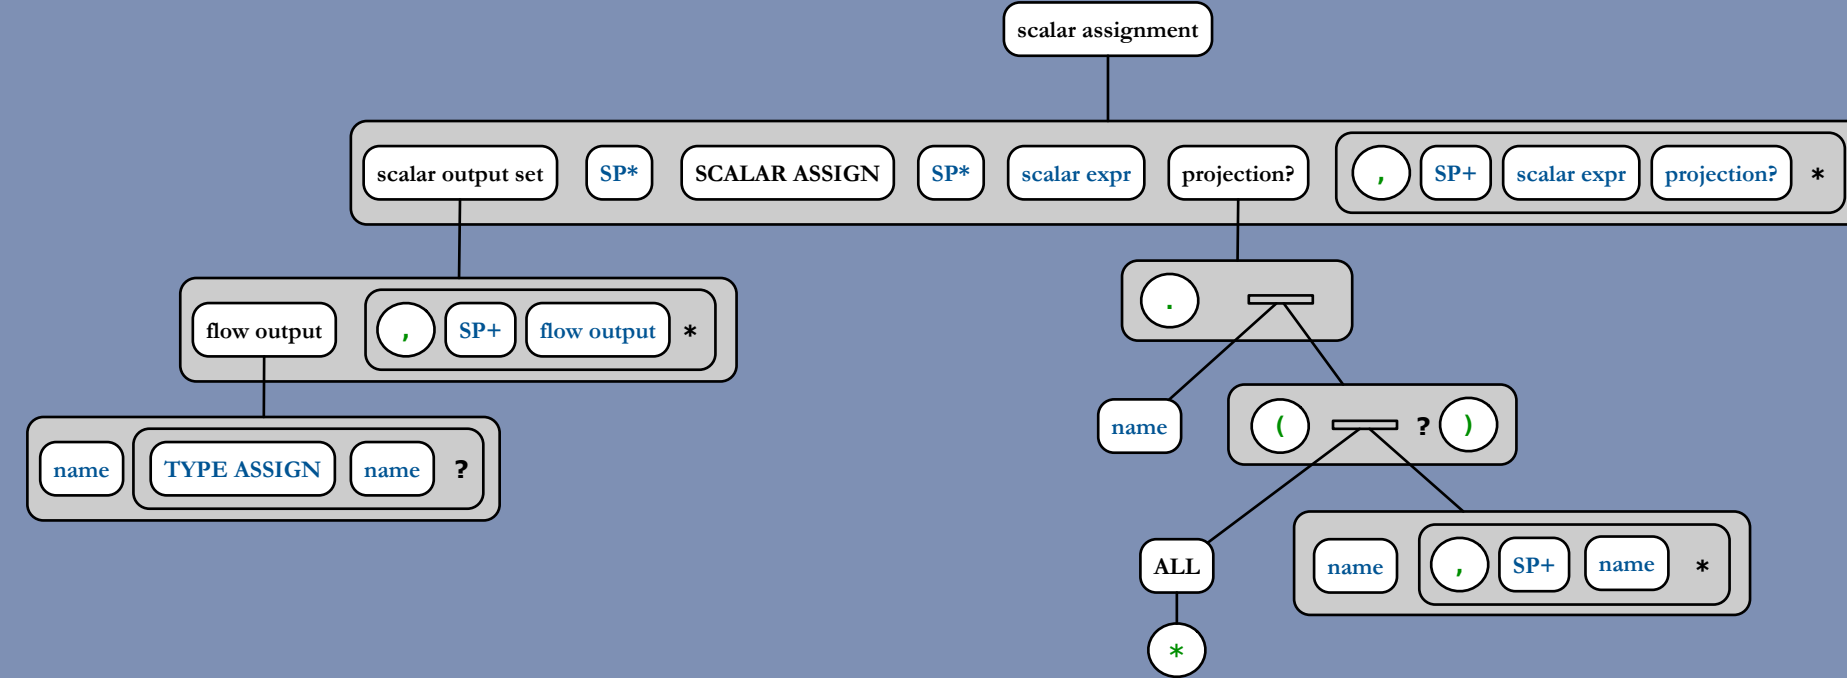 scalar assignment
scalar output set SP* SCALAR ASSIGN SP* scalar expr projection? , SP+ scalar expr projection? *
flow output , SP+ flow output *
.
name TYPE ASSIGN name ?
name
( ? )
ALL
name , SP+ name *
*